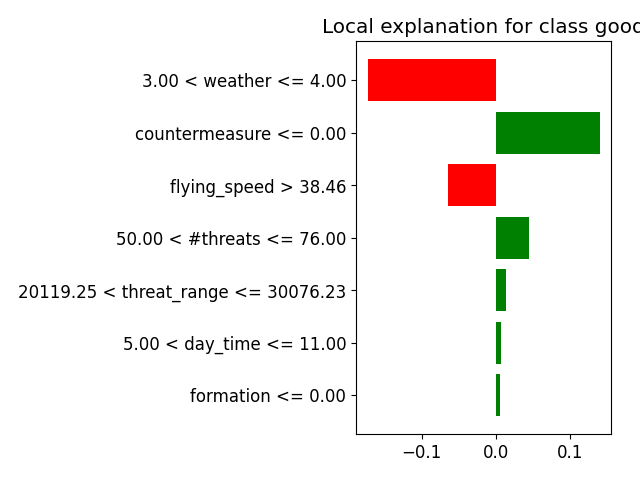 Local explanation for class good
3.00 < weather <= 4.00
countermeasure <= 0.00
flying_speed > 38.46
50.00 < #threats <= 76.00
20119.25 < threat_range <= 30076.23
5.00 < day_time <= 11.00
formation <= 0.00
−0.1 0.0 0.1